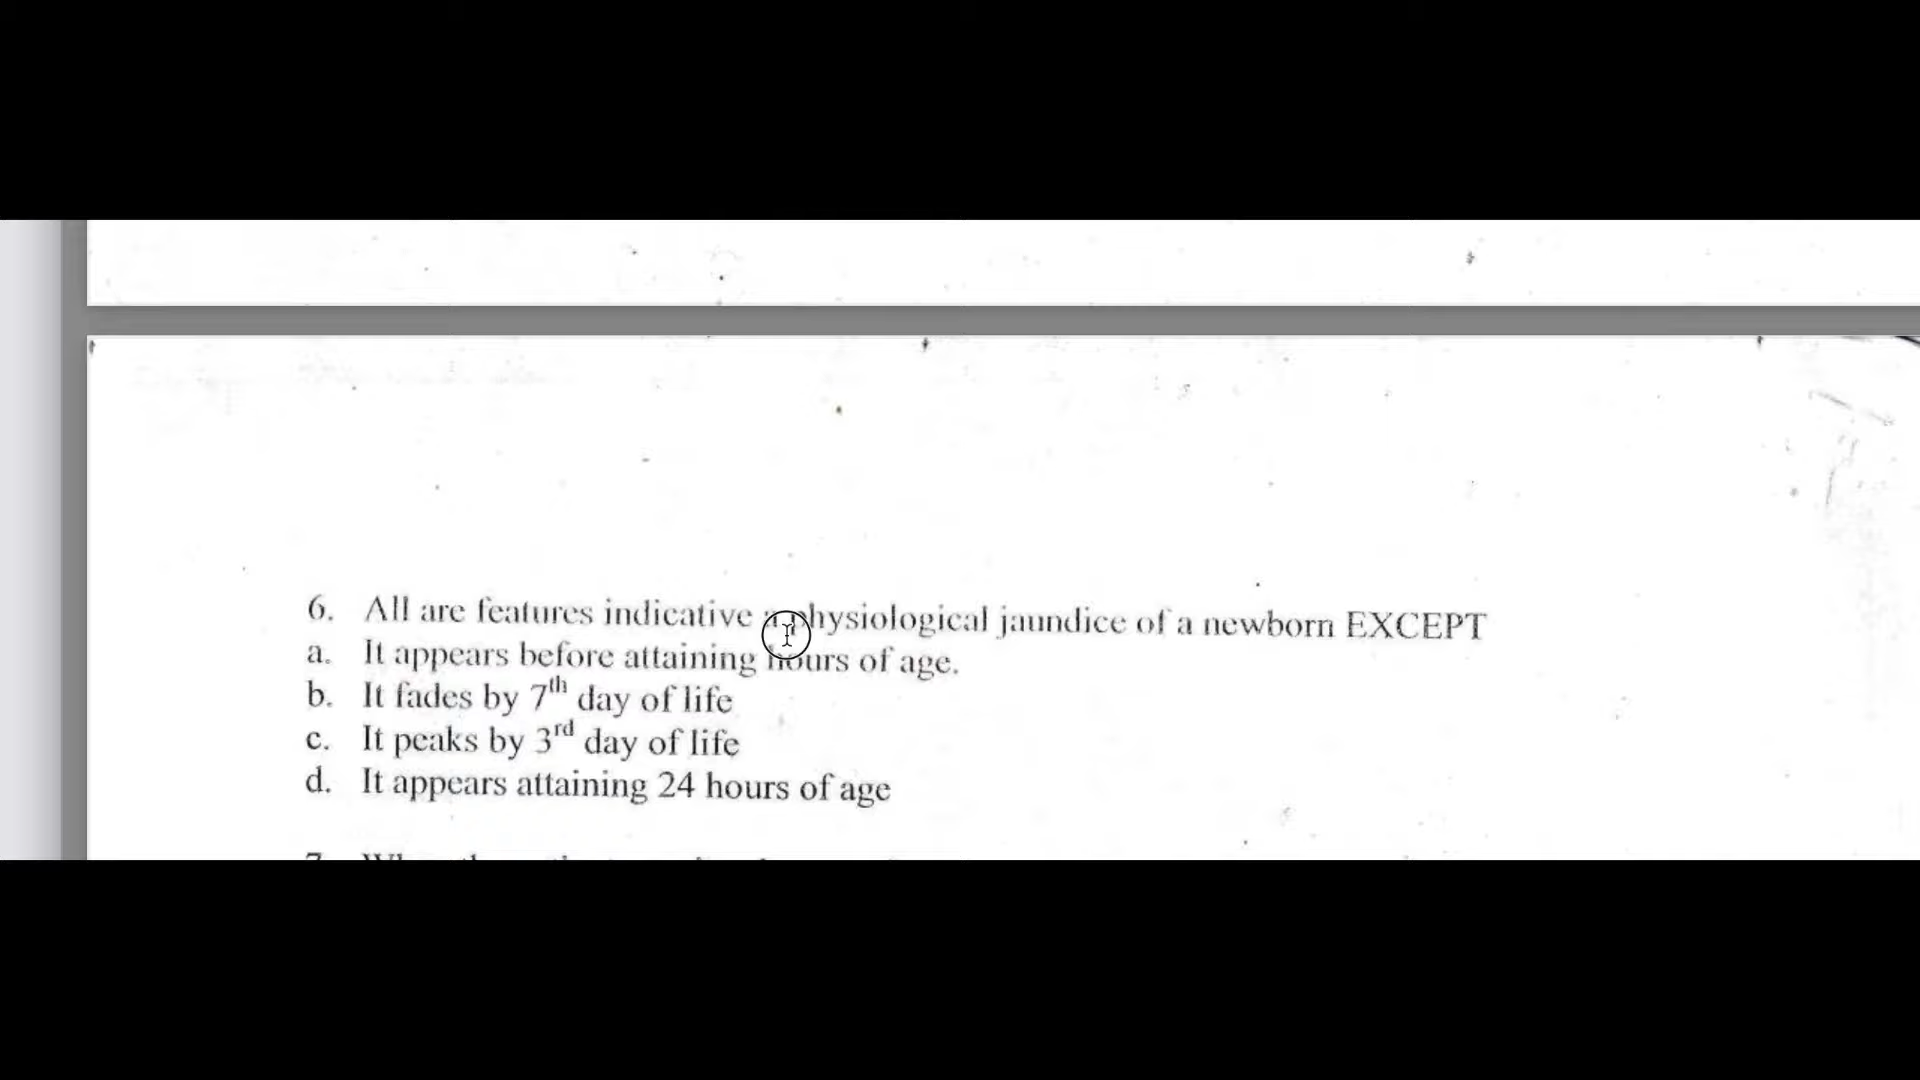 6. All are features indicative a physiological jaundice of a newborn EXCEPT
a. It appears before attaining hours of age.
b. It fades by 7th day of life
c. It peaks by 3rd day of life
d. It appears attaining 24 hours of age